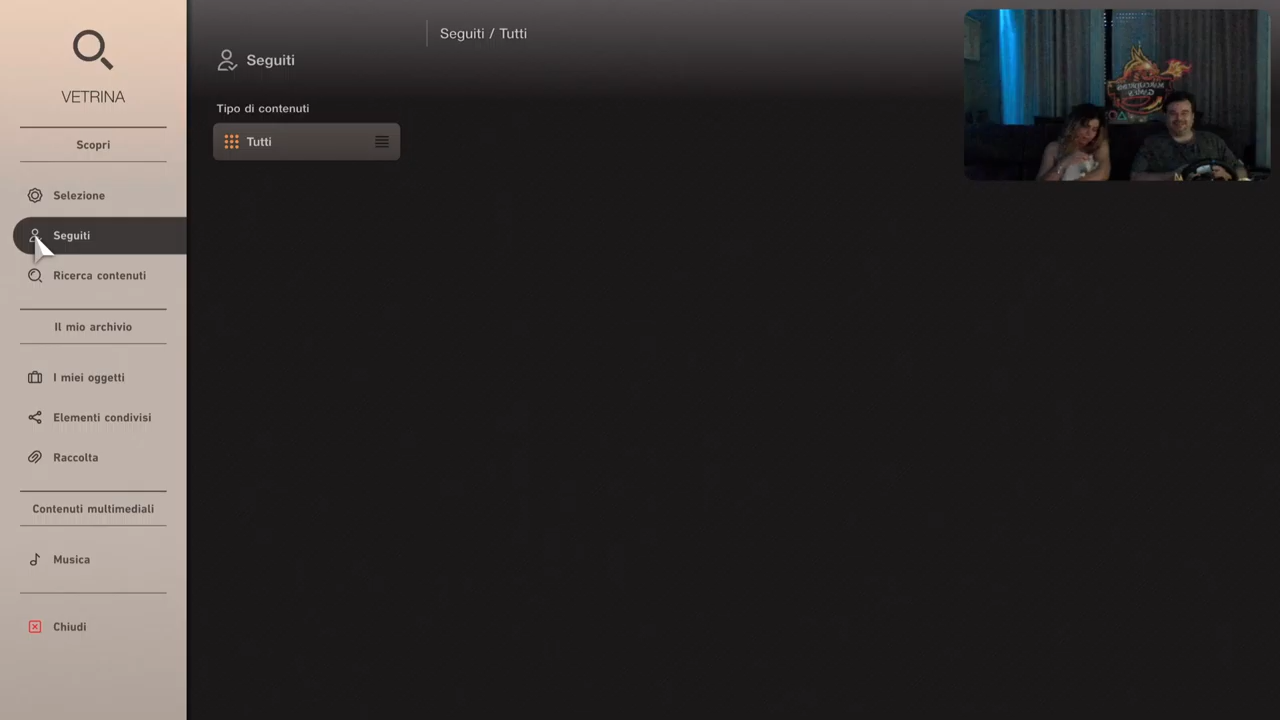 VETRINA
Scopri
Selezione
Seguiti
Ricerca contenuti
Il mio archivio
I miei oggetti
Elementi condivisi
Raccolta
Contenuti multimediali
Musica
Chiudi
Seguiti / Tutti
Seguiti
Tipo di contenuti
Tutti